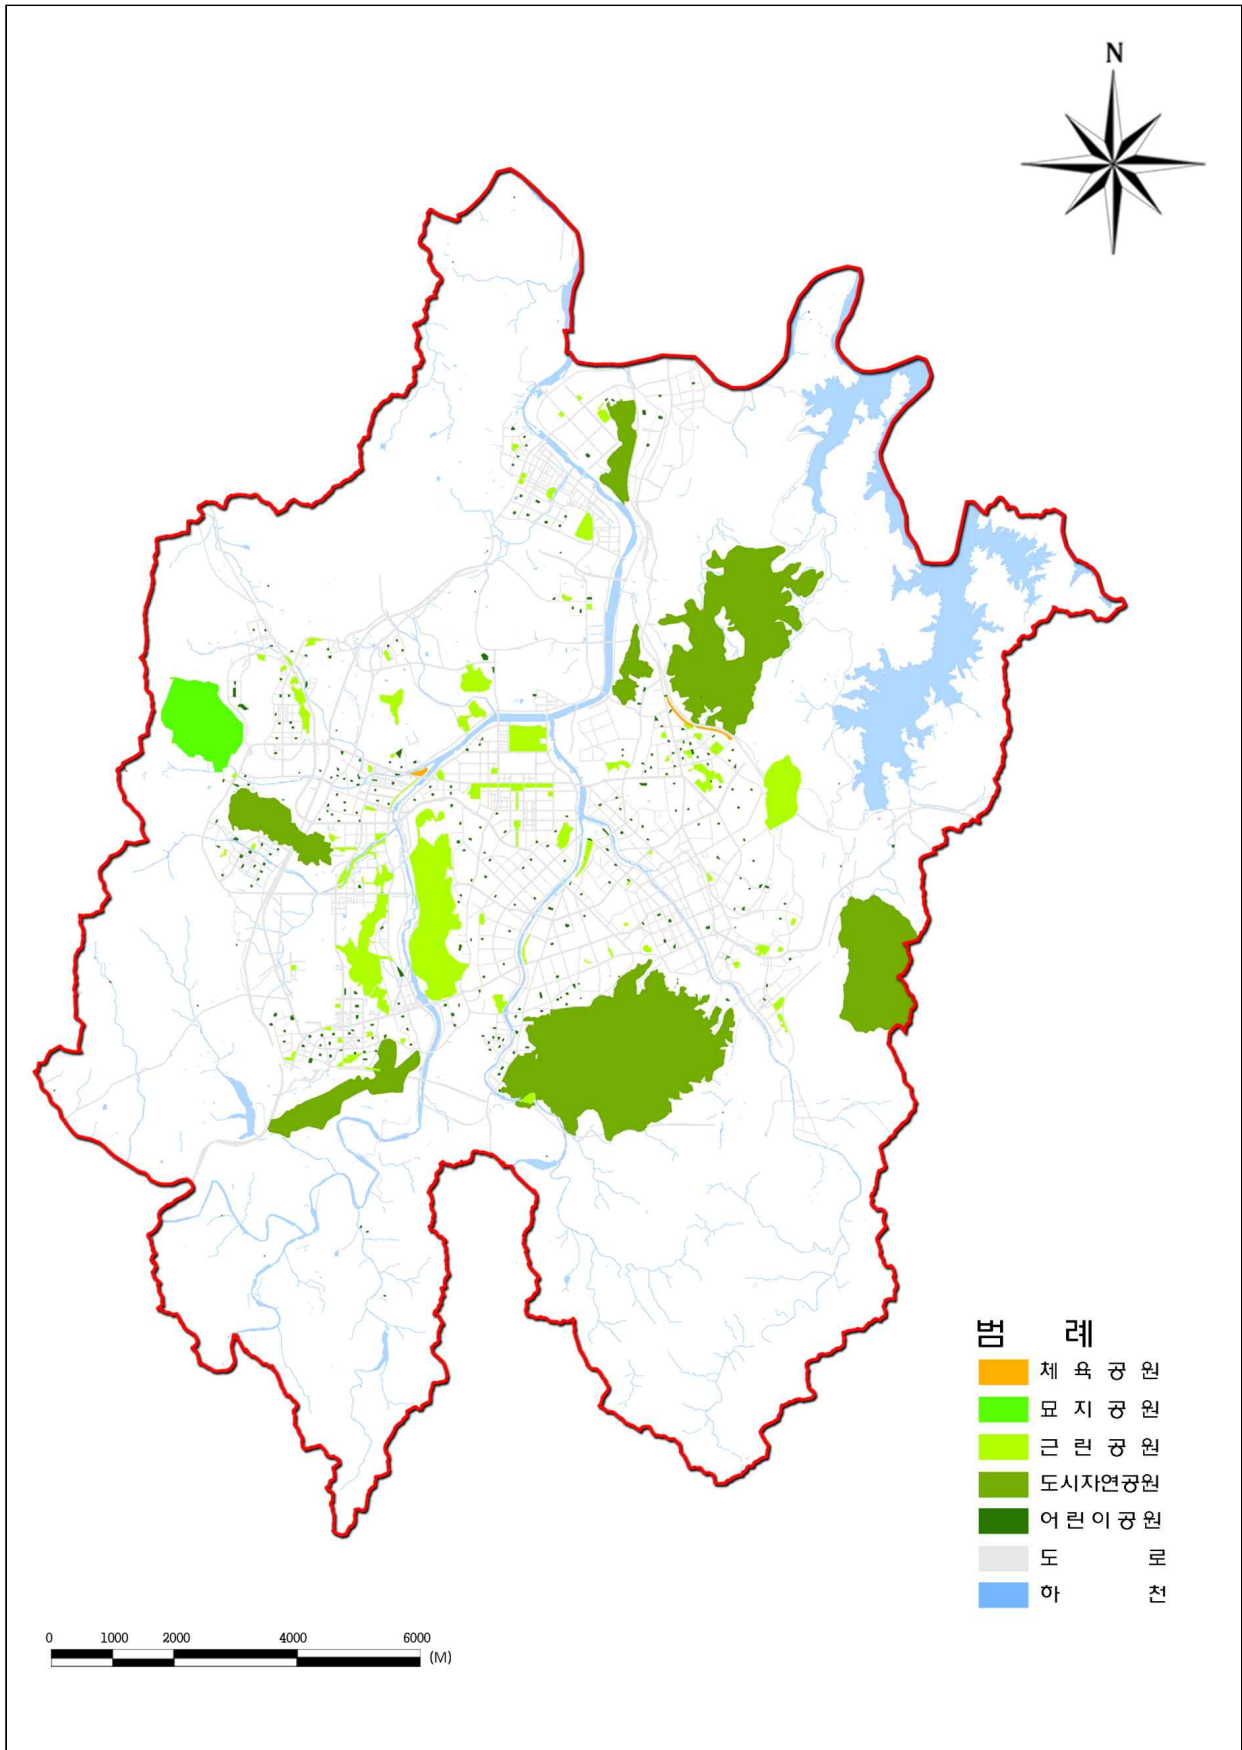 N
범 례
체 육 공 원
묘 지 공 원
근 린 공 원
도시자연공원
어린이공원
도 로
하 천
0 1000 2000 4000 6000
(M)